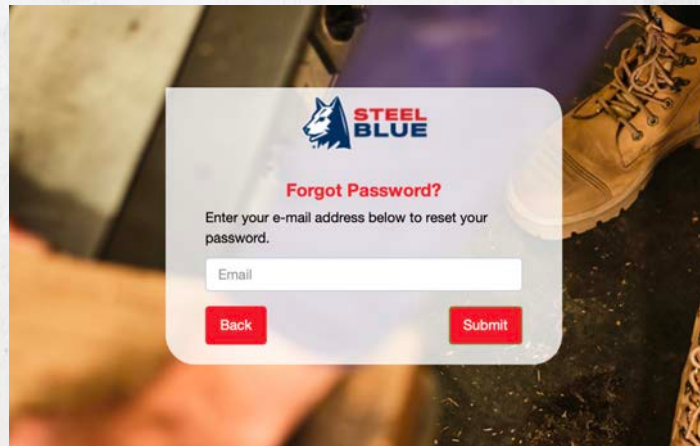 STEEL
BLUE
Forgot Password?
Enter your e-mail address below to reset your
password.
Email
Back
Submit